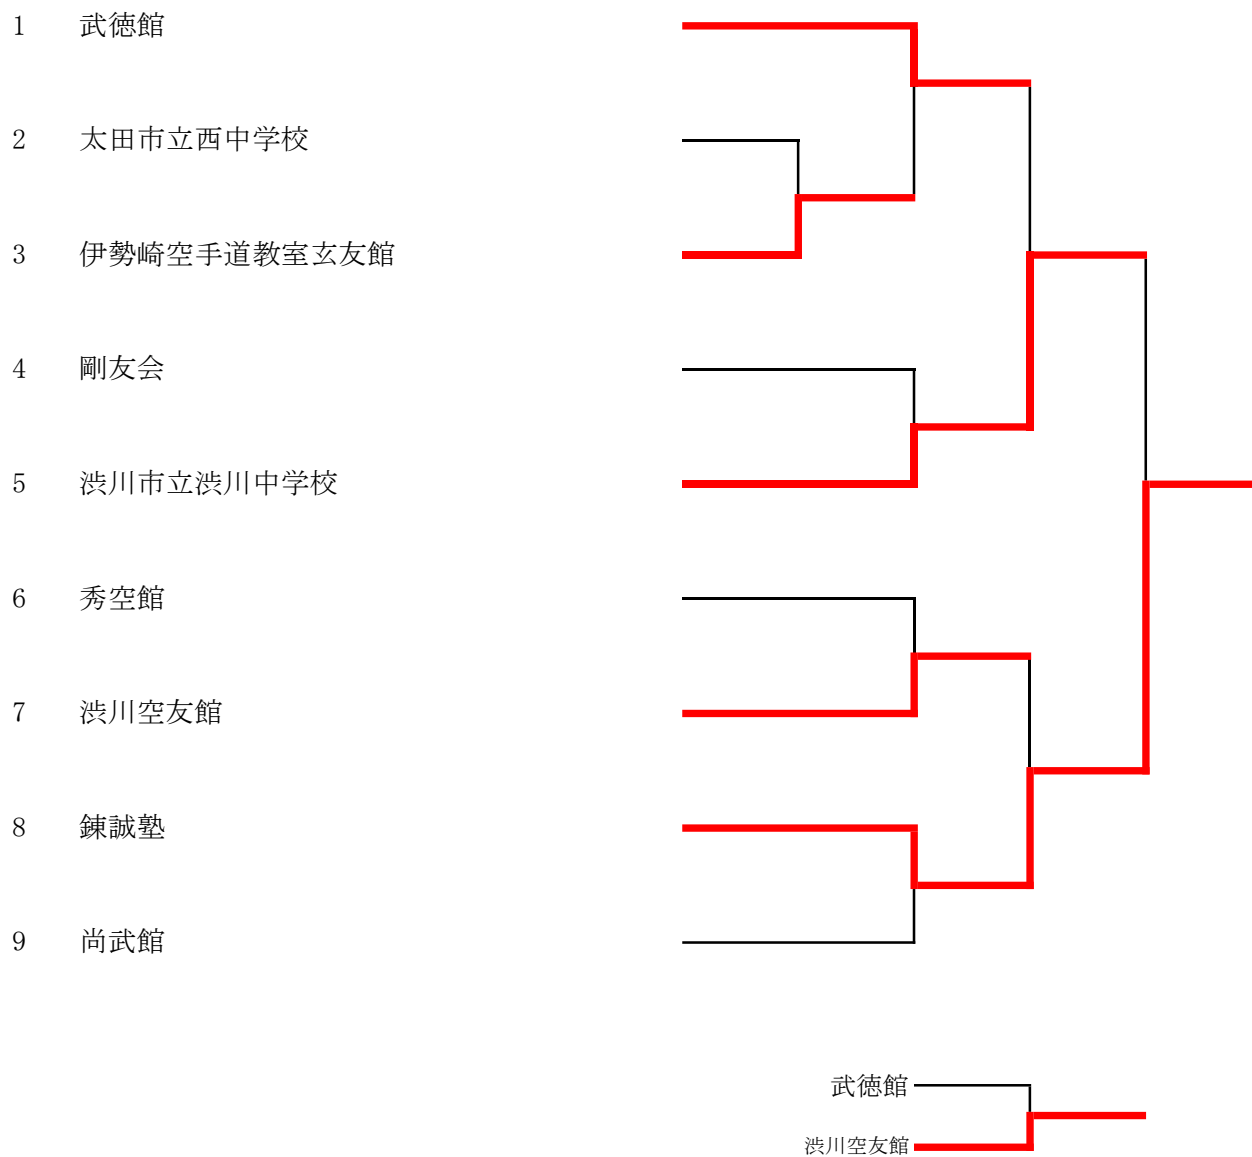 1 武徳館
2 太田市立西中学校
3 伊勢崎空手道教室玄友館
4 剛友会
5 渋川市立渋川中学校
6 秀空館
7 渋川空友館
8 錬誠塾
9 尚武館
武徳館
渋川空友館